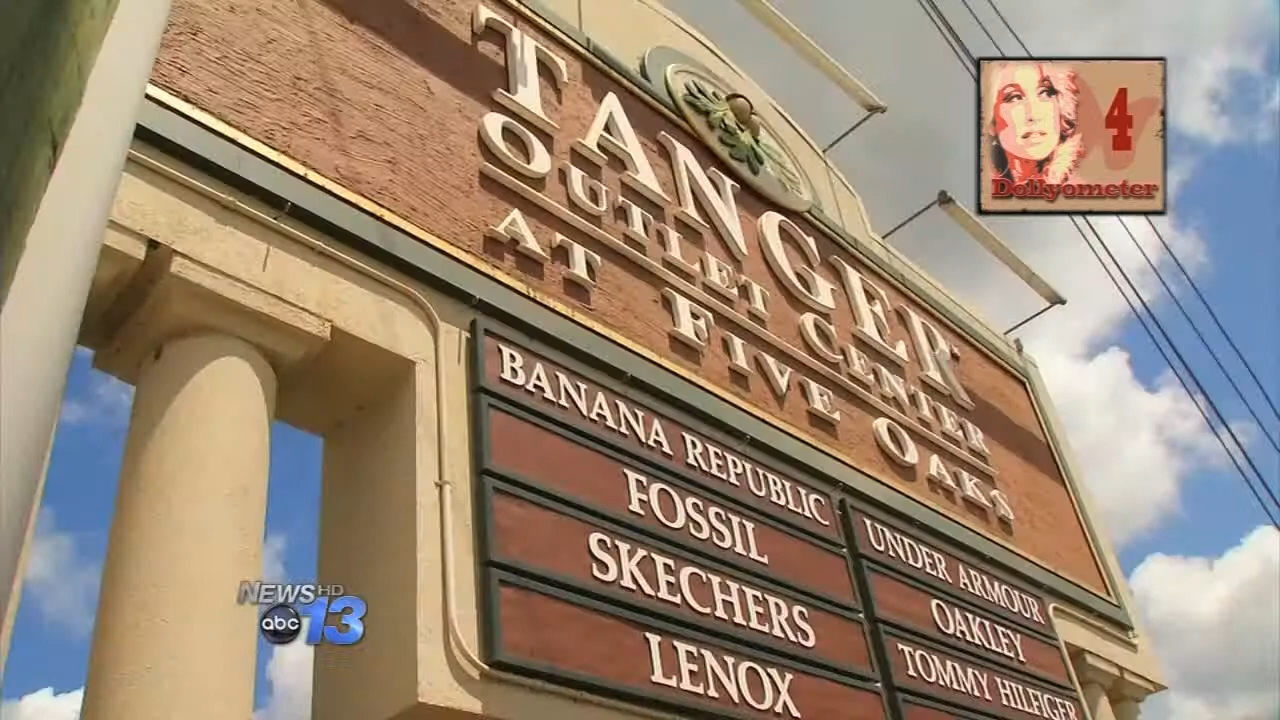 TANGER
OUTLET CENTER
AT FIVE OAKS
BANANA REPUBLIC
FOSSIL
SKECHERS
LENOX
UNDER ARMOUR
OAKLEY
TOMMY HILFIGER
4
Dollyometer
NEWS HD
abc 13